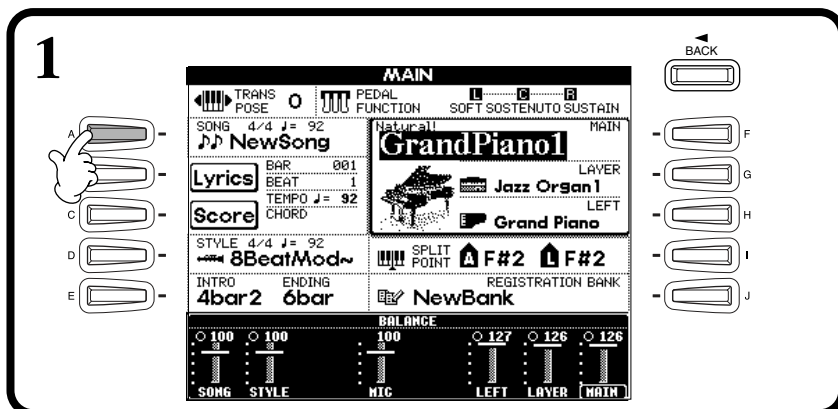 1
BACK
MAIN
TRANSPOSE 0 PEDAL FUNCTION L C R SOFT SOSTENUTO SUSTAIN
A
SONG 4/4 ♩= 92
NewSong
Natural! MAIN
GrandPiano1
F
Lyrics
BAR 001
BEAT 1
LAYER
Jazz Organ1
G
C
Score
TEMPO ♩= 92
CHORD
LEFT
Grand Piano
H
D
STYLE 4/4 ♩= 92
8BeatMod~
SPLIT POINT A F#2 L F#2
I
E
INTRO ENDING
4bar2 6bar
REGISTRATION BANK
NewBank
J
BALANCE
100 100 100 127 126 126
SONG STYLE MIC LEFT LAYER MAIN